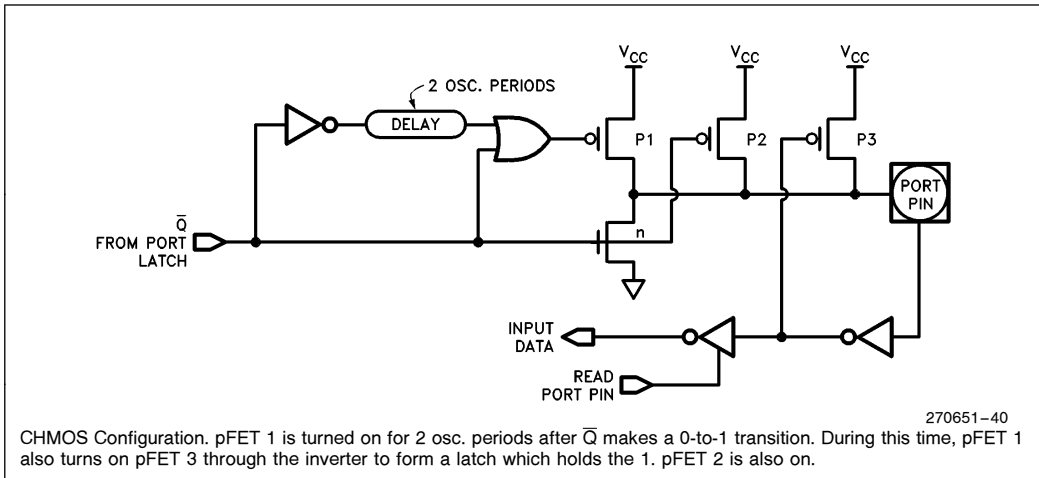 V_CC
V_CC
V_CC
2 OSC. PERIODS
DELAY
P1
P2
P3
PORT
PIN
Q̅
FROM PORT
LATCH
n
INPUT
DATA
READ
PORT PIN
270651–40
CHMOS Configuration. pFET 1 is turned on for 2 osc. periods after Q̅ makes a 0-to-1 transition. During this time, pFET 1
also turns on pFET 3 through the inverter to form a latch which holds the 1. pFET 2 is also on.